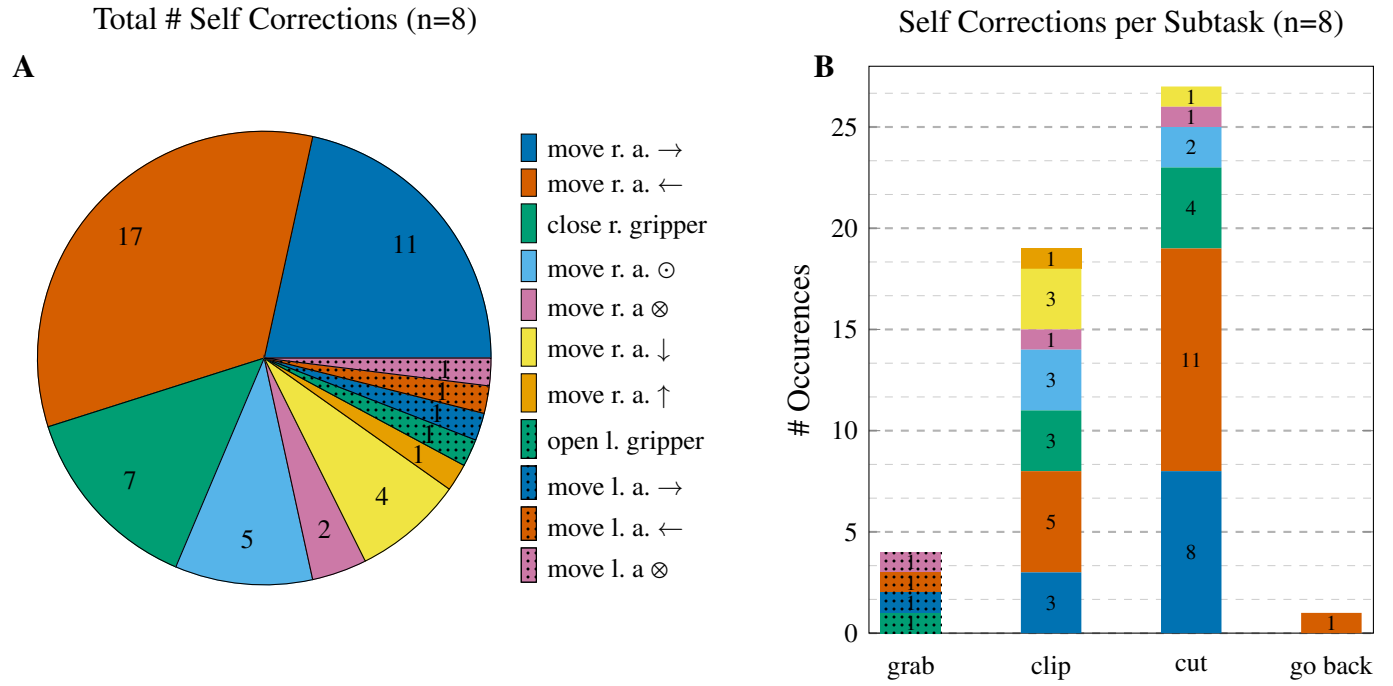 Total # Self Corrections (n=8)
A
17
11
7
5
2
4
1
1
1
1
1
move r. a. →
move r. a. ←
close r. gripper
move r. a. ⊙
move r. a ⊗
move r. a. ↓
move r. a. ↑
open l. gripper
move l. a. →
move l. a. ←
move l. a ⊗
Self Corrections per Subtask (n=8)
B
# Occurences
25
20
15
10
5
0
1
1
1
1
1
3
1
3
3
5
3
1
1
2
4
11
8
1
grab
clip
cut
go back